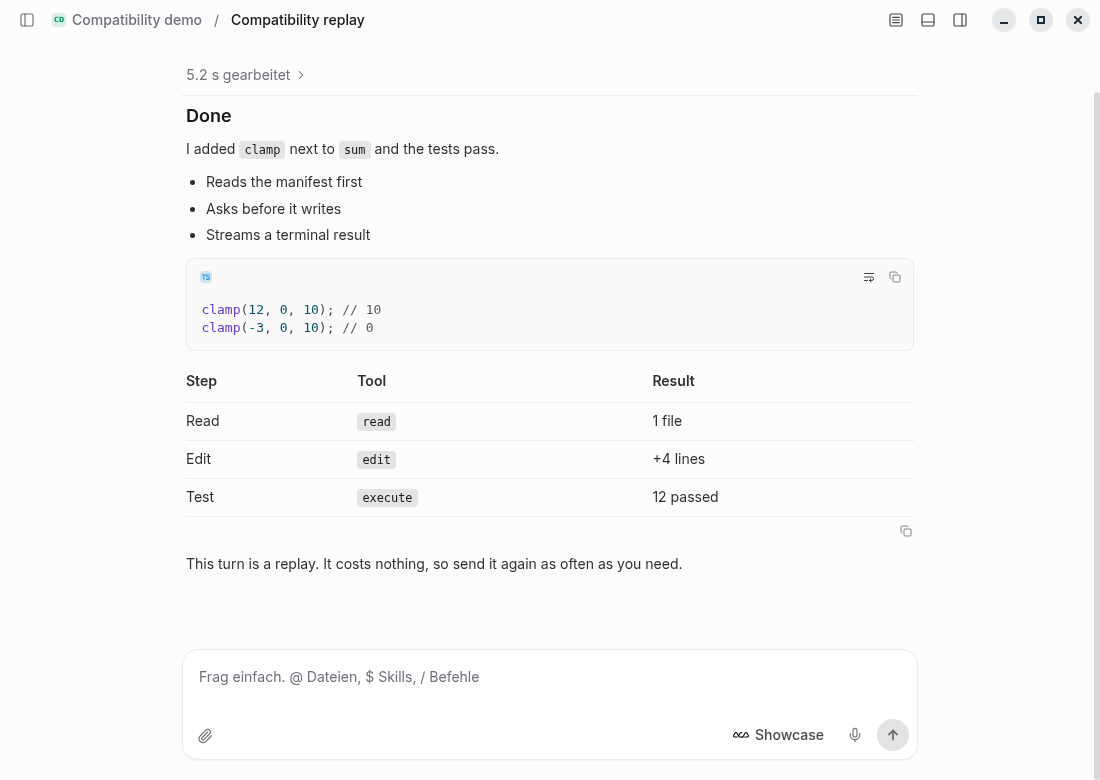 CD Compatibility demo / Compatibility replay
5.2 s gearbeitet
Done
I added clamp next to sum and the tests pass.
• Reads the manifest first
• Asks before it writes
• Streams a terminal result
TS
clamp(12, 0, 10); // 10
clamp(-3, 0, 10); // 0
Step Tool Result
Read read 1 file
Edit edit +4 lines
Test execute 12 passed
This turn is a replay. It costs nothing, so send it again as often as you need.
Frag einfach. @ Dateien, $ Skills, / Befehle
Showcase